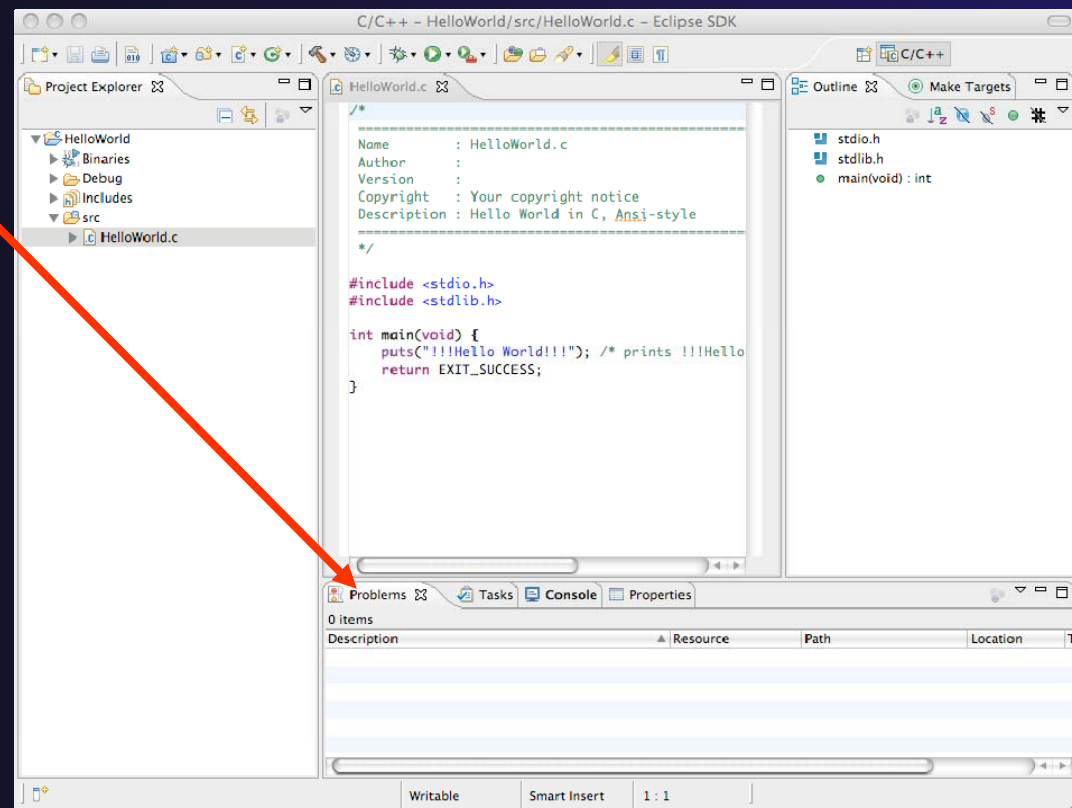 C/C++ – HelloWorld/src/HelloWorld.c – Eclipse SDK
C/C++
Project Explorer
HelloWorld
Binaries
Debug
Includes
src
HelloWorld.c
HelloWorld.c
/*
============================================
Name        : HelloWorld.c
Author      :
Version     :
Copyright   : Your copyright notice
Description : Hello World in C, Ansi-style
============================================
*/
#include <stdio.h>
#include <stdlib.h>
int main(void) {
puts("!!!Hello World!!!"); /* prints !!!Hello
return EXIT_SUCCESS;
}
Outline
Make Targets
stdio.h
stdlib.h
main(void) : int
Problems
Tasks
Console
Properties
0 items
Description
Resource
Path
Location
Writable
Smart Insert
1 : 1